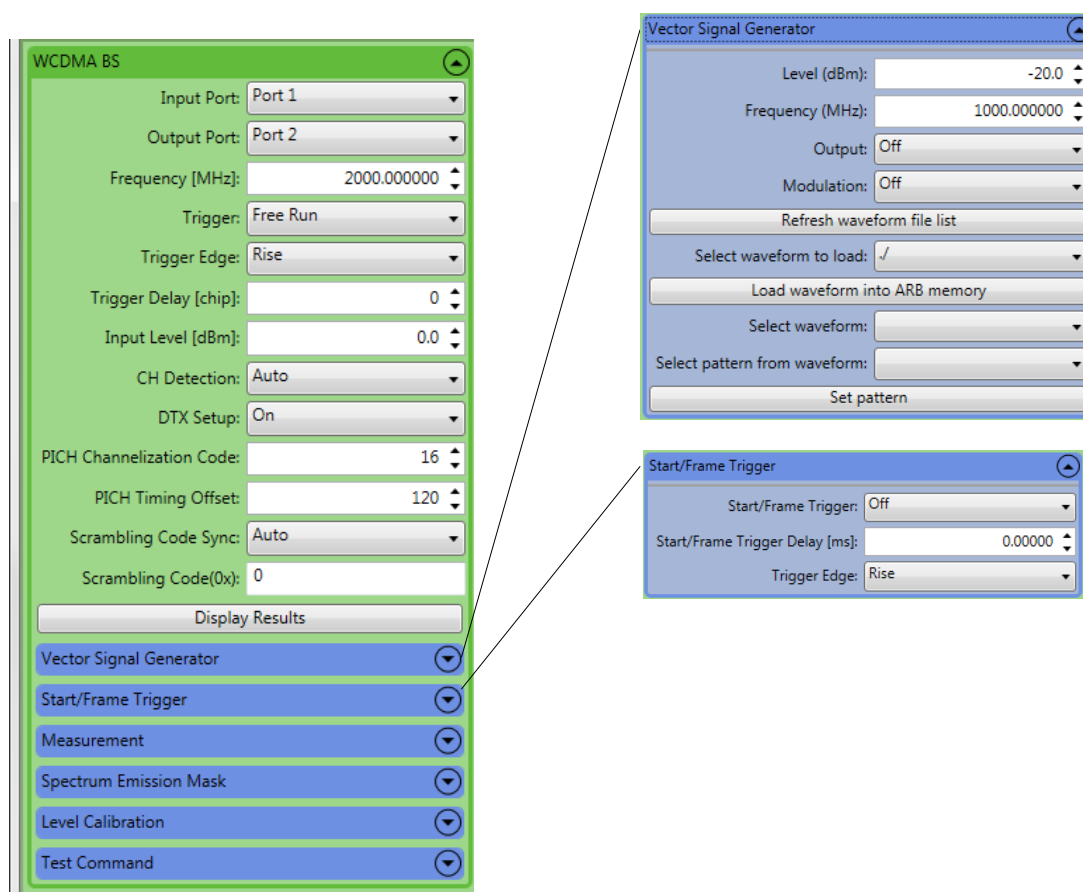 WCDMA BS
Input Port: Port 1
Output Port: Port 2
Frequency [MHz]: 2000.000000
Trigger: Free Run
Trigger Edge: Rise
Trigger Delay [chip]: 0
Input Level [dBm]: 0.0
CH Detection: Auto
DTX Setup: On
PICH Channelization Code: 16
PICH Timing Offset: 120
Scrambling Code Sync: Auto
Scrambling Code(0x): 0
Display Results
Vector Signal Generator
Start/Frame Trigger
Measurement
Spectrum Emission Mask
Level Calibration
Test Command
Vector Signal Generator
Level (dBm): -20.0
Frequency (MHz): 1000.000000
Output: Off
Modulation: Off
Refresh waveform file list
Select waveform to load: ./
Load waveform into ARB memory
Select waveform:
Select pattern from waveform:
Set pattern
Start/Frame Trigger
Start/Frame Trigger: Off
Start/Frame Trigger Delay [ms]: 0.00000
Trigger Edge: Rise